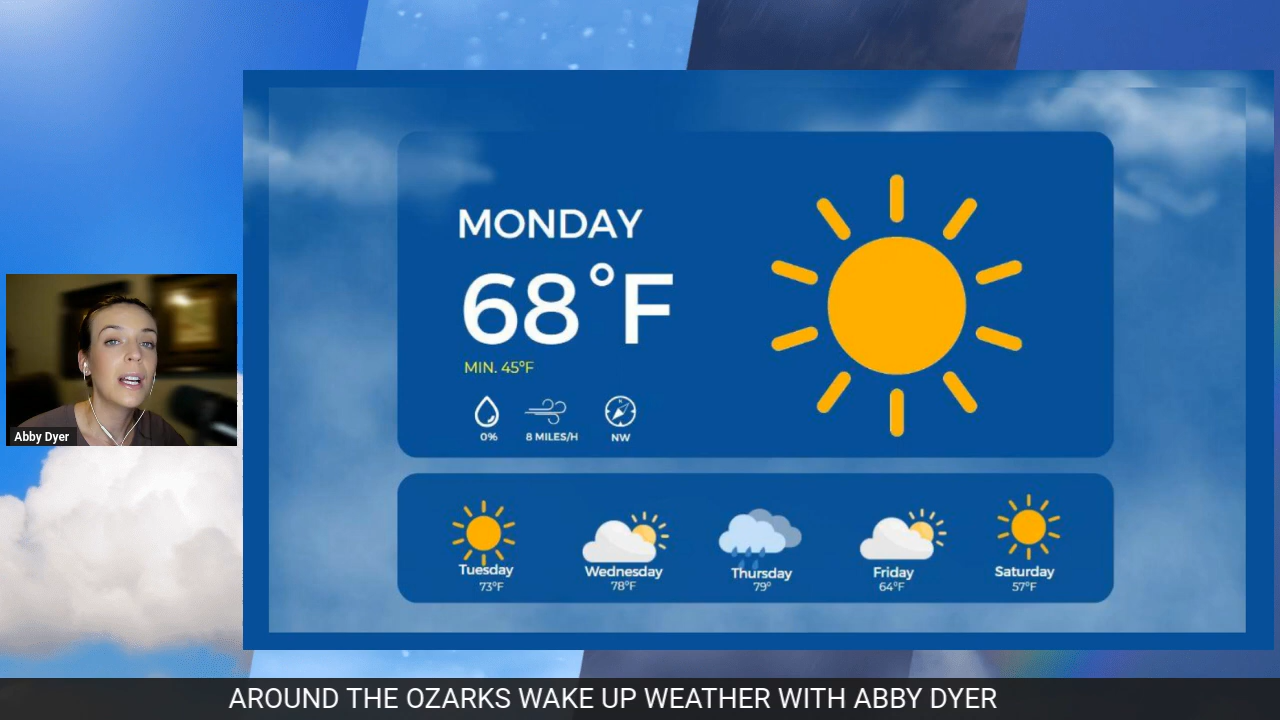 MONDAY
68°F
MIN. 45°F
0%
8 MILES/H
NW
Abby Dyer
Tuesday
73°F
Wednesday
78°F
Thursday
79°
Friday
64°F
Saturday
57°F
AROUND THE OZARKS WAKE UP WEATHER WITH ABBY DYER